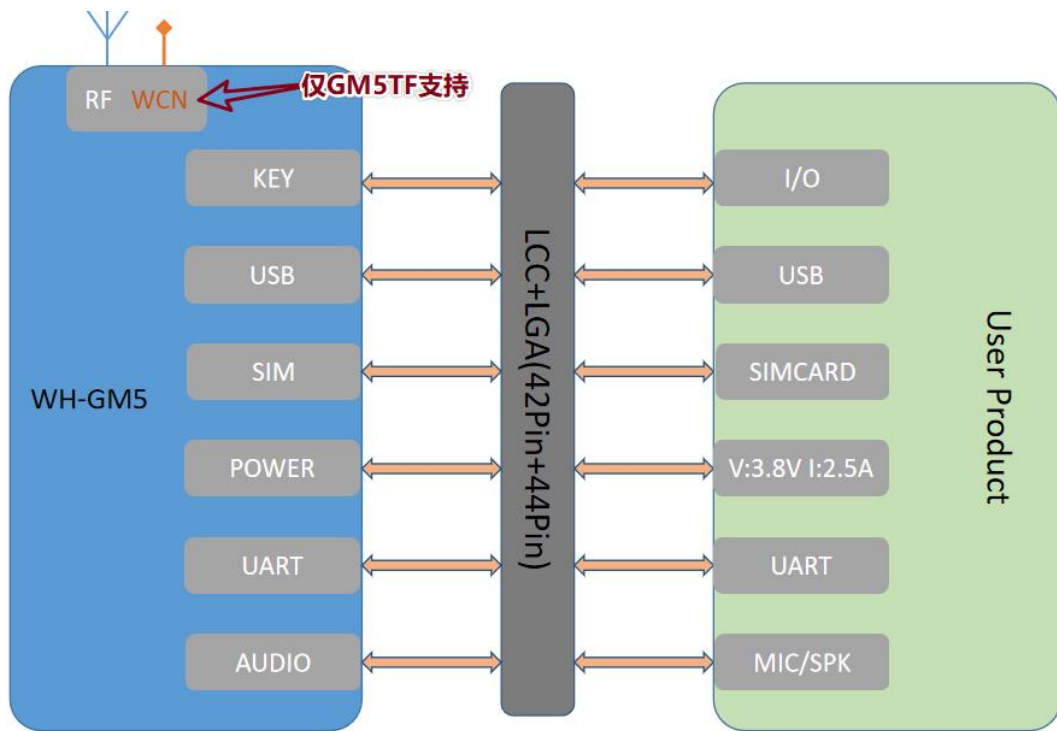 RF WCN
仅GM5TF支持
WH-GM5
KEY
USB
SIM
POWER
UART
AUDIO
LCC+LGA(42Pin+44Pin)
I/O
USB
SIMCARD
V:3.8V I:2.5A
UART
MIC/SPK
User Product